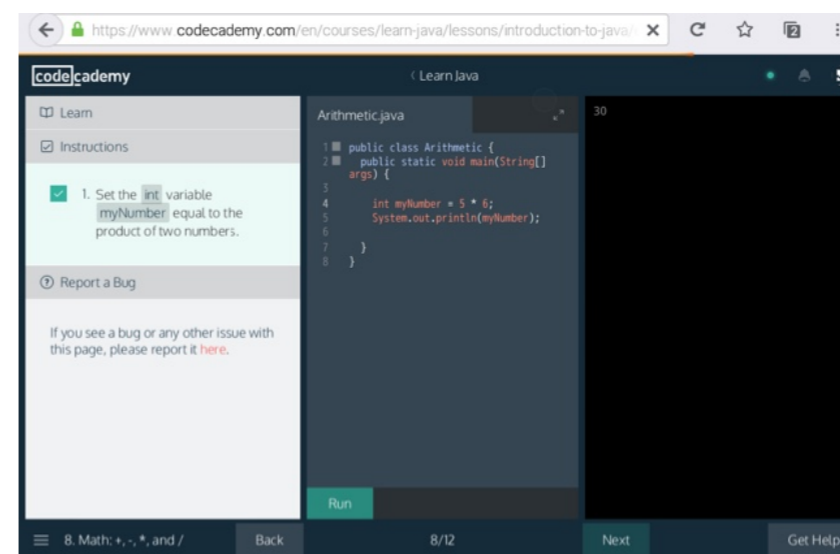 https://www.codecademy.com/en/courses/learn-java/lessons/introduction-to-java/
2
codecademy
Learn Java
Learn
Instructions
1. Set the int variable
myNumber equal to the
product of two numbers.
Report a Bug
If you see a bug or any other issue with
this page, please report it here.
Arithmetic.java
1 public class Arithmetic {
2 public static void main(String[]
args) {
3
4 int myNumber = 5 * 6;
5 System.out.println(myNumber);
6
7 }
8 }
Run
30
8. Math: +, -, *, and /
Back
8/12
Next
Get Help